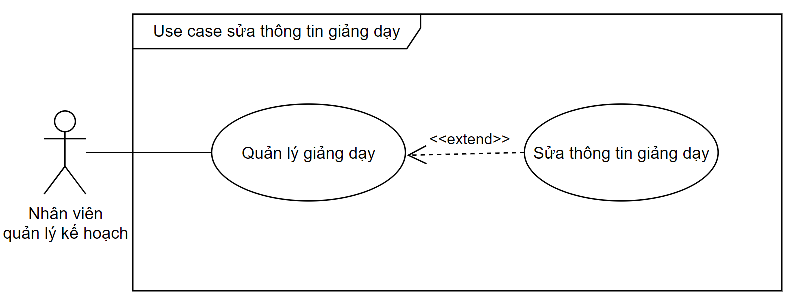 Use case sửa thông tin giảng dạy
<<extend>>
Quản lý giảng dạy
Sửa thông tin giảng dạy
Nhân viên
quản lý kế hoạch